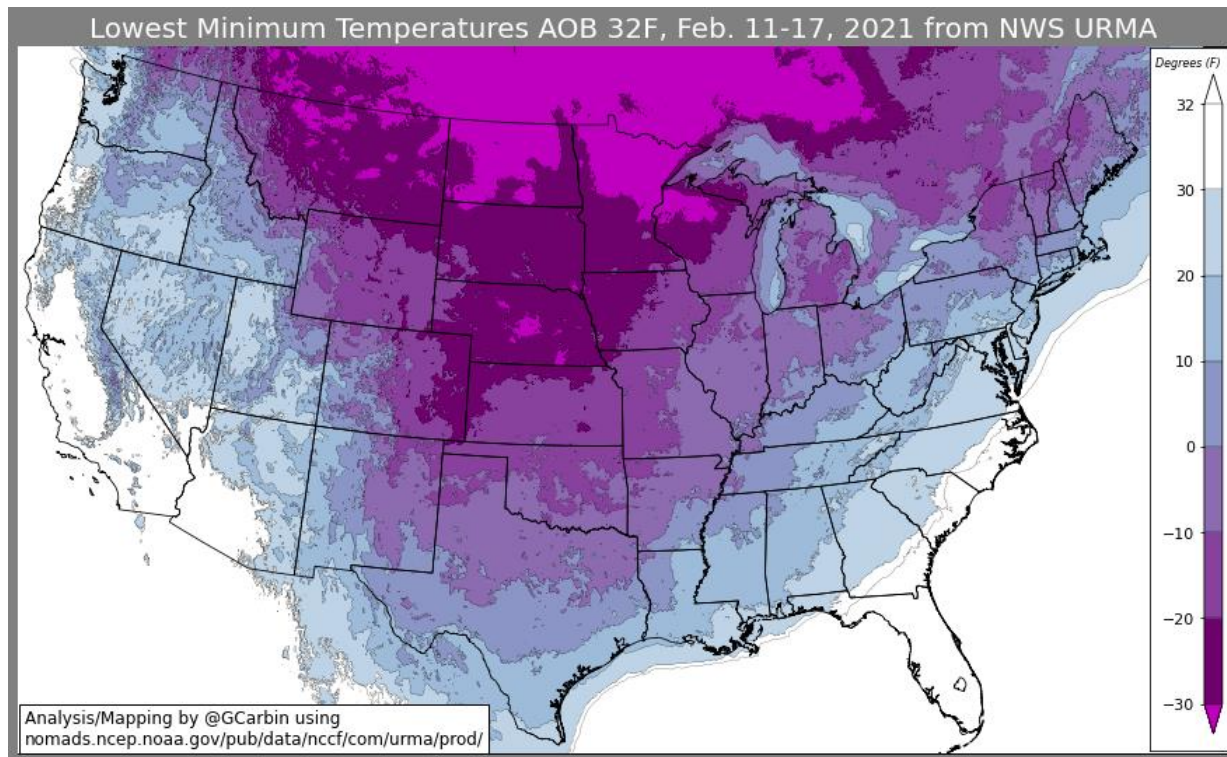 Lowest Minimum Temperatures AOB 32F, Feb. 11-17, 2021 from NWS URMA
Degrees (F)
32
30
20
10
0
−10
−20
−30
Analysis/Mapping by @GCarbin using
nomads.ncep.noaa.gov/pub/data/nccf/com/urma/prod/